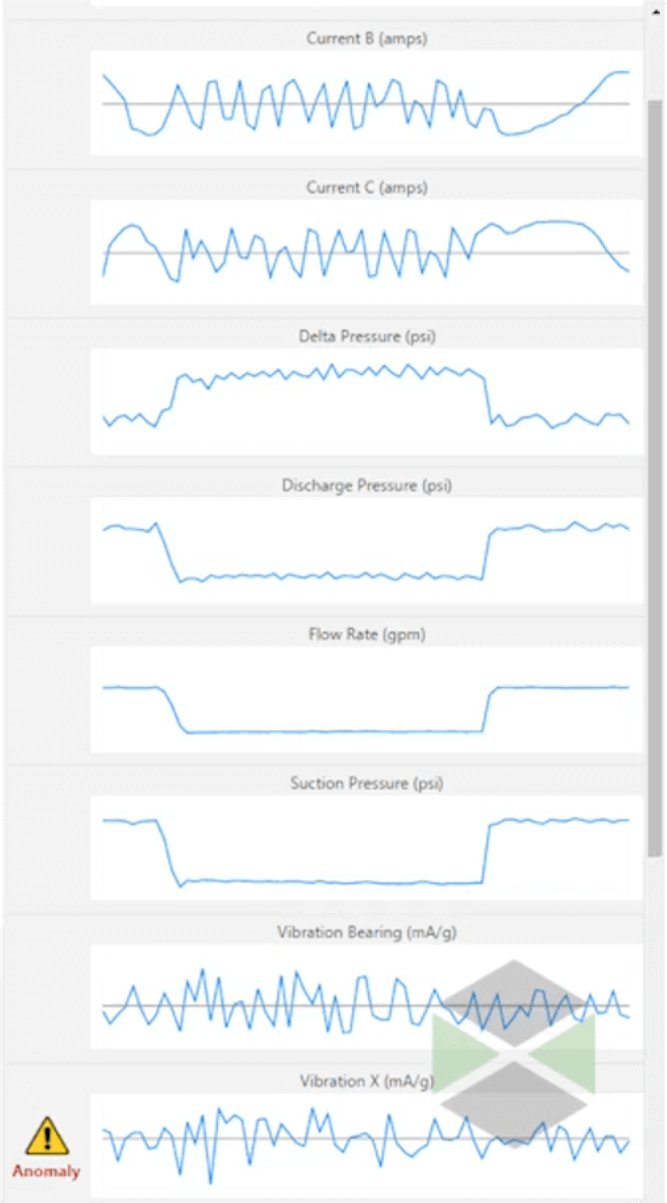 Current B (amps)
Current C (amps)
Delta Pressure (psi)
Discharge Pressure (psi)
Flow Rate (gpm)
Suction Pressure (psi)
Vibration Bearing (mA/g)
Vibration X (mA/g)
Anomaly